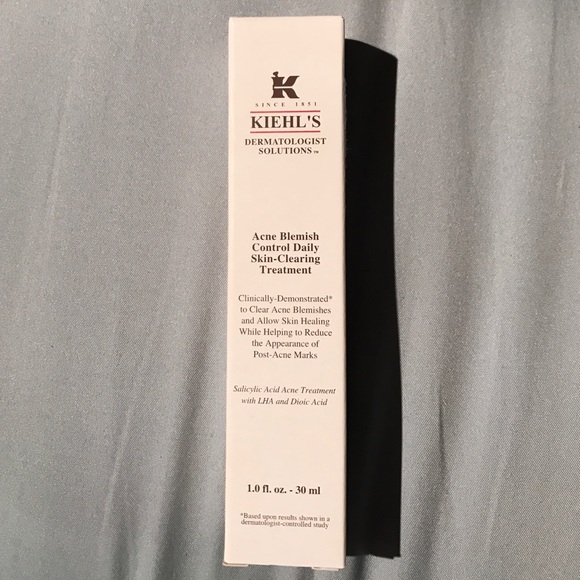 K
SINCE 1851
KIEHL'S
DERMATOLOGIST
SOLUTIONS™
Acne Blemish
Control Daily
Skin-Clearing
Treatment
Clinically-Demonstrated*
to Clear Acne Blemishes
and Allow Skin Healing
While Helping to Reduce
the Appearance of
Post-Acne Marks
Salicylic Acid Acne Treatment
with LHA and Dioic Acid
1.0 fl. oz. - 30 ml
*Based upon results shown in a
dermatologist-controlled study